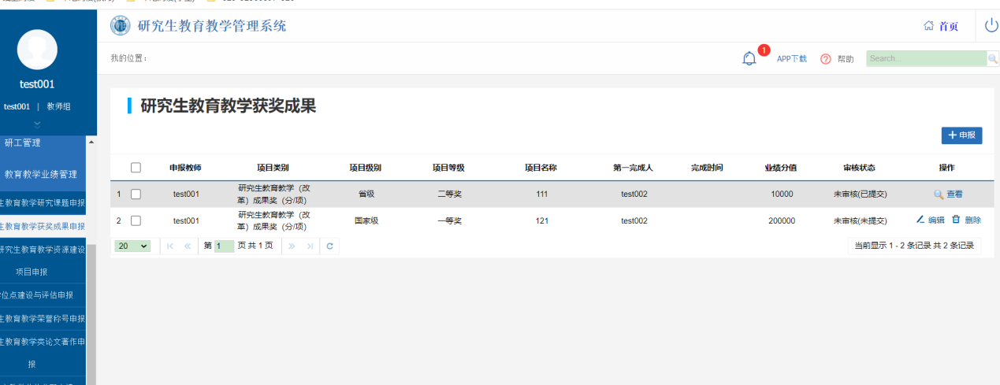 研究生教育教学管理系统
首页
test001
test001 | 教师组
研工管理
教育教学业绩管理
生教育教学研究课题申报
生教育教学获奖成果申报
研究生教育教学资源建设
项目申报
学位点建设与评估申报
生教育教学荣誉称号申报
生教育教学类论文著作申
报
我的位置：
1
APP下载
帮助
Search...
研究生教育教学获奖成果
申报
申报教师 项目类别 项目级别 项目等级 项目名称 第一完成人 完成时间 业绩分值 审核状态 操作
1 test001 研究生教育教学（改革）成果奖（分/项） 省级 二等奖 111 test002 10000 未审核(已提交) 查看
2 test001 研究生教育教学（改革）成果奖（分/项） 国家级 一等奖 121 test002 200000 未审核(未提交) 编辑 删除
20 第 1 页 共 1 页 当前显示 1 - 2 条记录 共 2 条记录